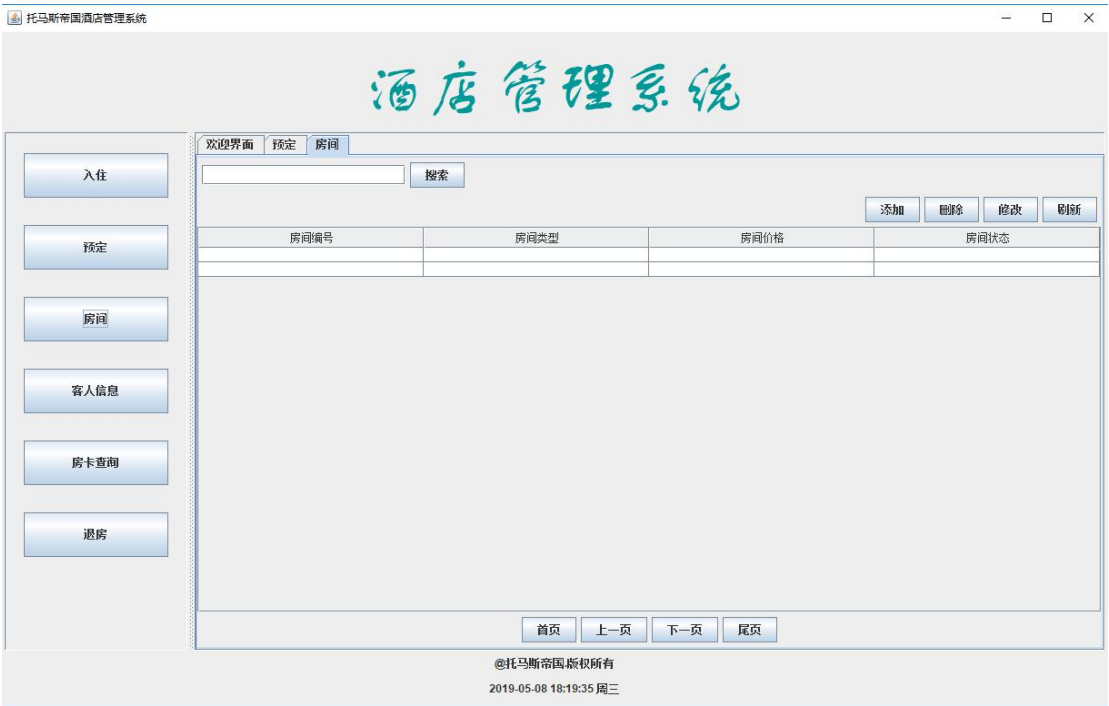 托马斯帝国酒店管理系统
酒店管理系统
欢迎界面 预定 房间
入住
搜索
添加 删除 修改 刷新
预定
房间编号 房间类型 房间价格 房间状态
房间
客人信息
房卡查询
退房
首页 上一页 下一页 尾页
@托马斯帝国.版权所有
2019-05-08 18:19:35 周三